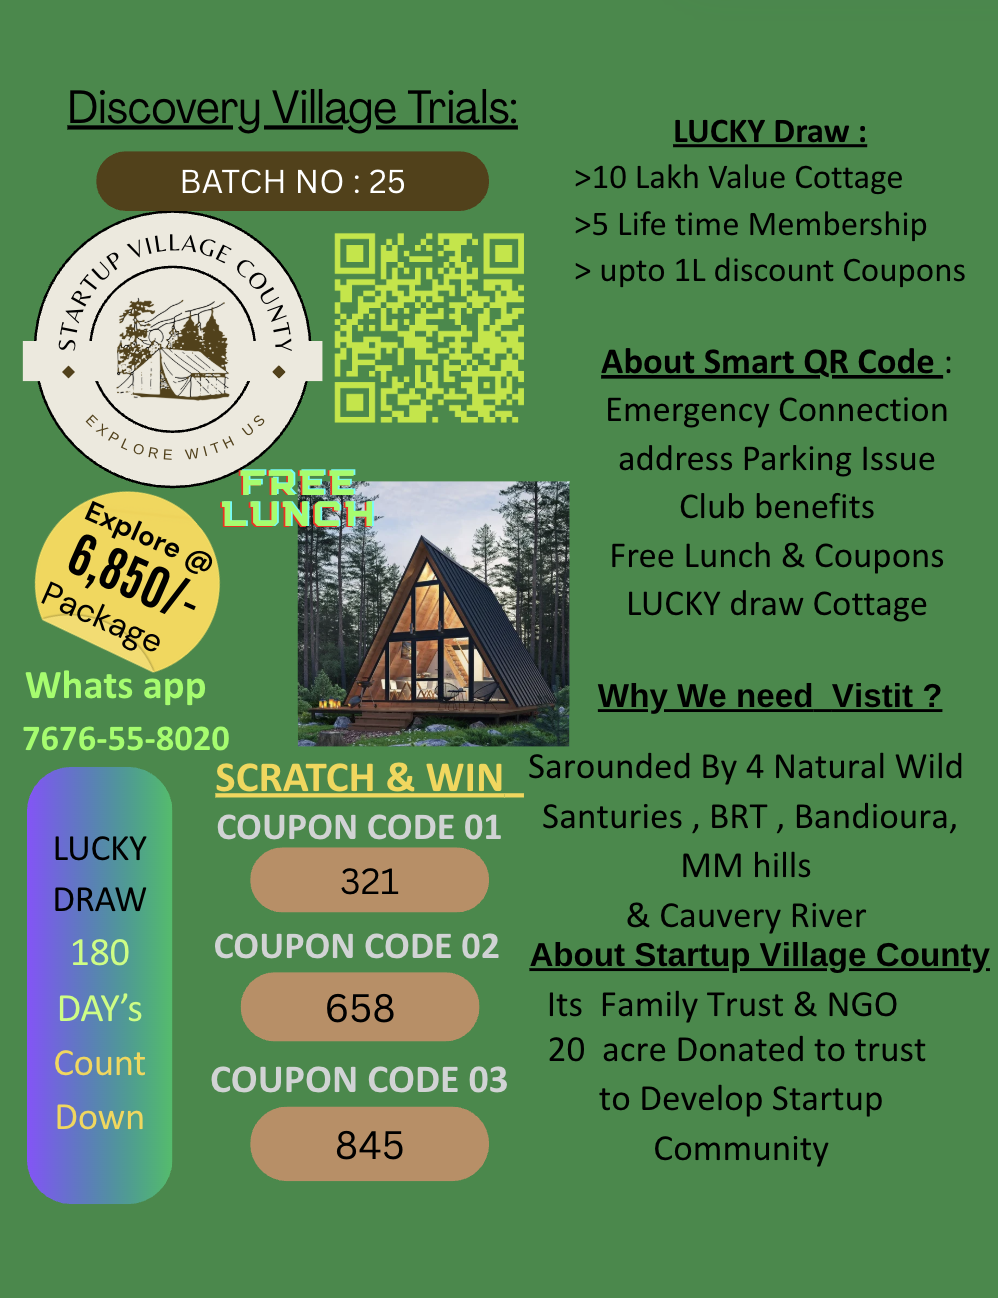 Discovery Village Trials:
BATCH NO : 25
STARTUP VILLAGE COUNTY
EXPLORE WITH US
FREE
LUNCH
Explore @
6,850/-
Package
Whats app
7676-55-8020
LUCKY
DRAW
180
DAY’s
Count
Down
SCRATCH & WIN
COUPON CODE 01
321
COUPON CODE 02
658
COUPON CODE 03
845
LUCKY Draw :
>10 Lakh Value Cottage
>5 Life time Membership
> upto 1L discount Coupons
About Smart QR Code :
Emergency Connection
address Parking Issue
Club benefits
Free Lunch & Coupons
LUCKY draw Cottage
Why We need  Vistit ?
Sarounded By 4 Natural Wild
Santuries , BRT , Bandioura,
MM hills
& Cauvery River
About Startup Village County
Its  Family Trust & NGO
20  acre Donated to trust
to Develop Startup
Community